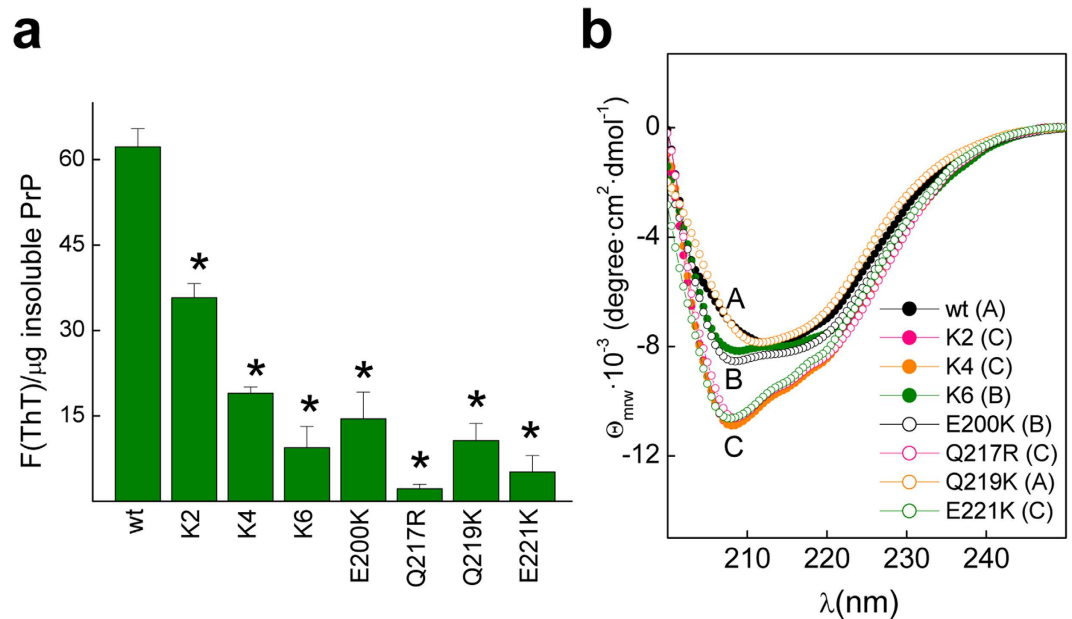 a
F(ThT)/μg insoluble PrP
60
45
30
15
*
*
*
*
*
*
*
wt
K2
K4
K6
E200K
Q217R
Q219K
E221K
b
Θmrw·10⁻³ (degree·cm²·dmol⁻¹)
0
-4
-8
-12
A
B
C
wt (A)
K2 (C)
K4 (C)
K6 (B)
E200K (B)
Q217R (C)
Q219K (A)
E221K (C)
210
220
230
240
λ(nm)